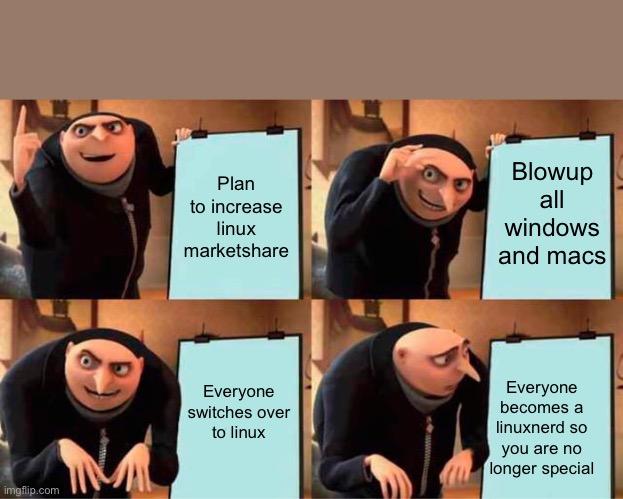 Plan
to increase
linux
marketshare
Blowup
all
windows
and macs
Everyone
switches over
to linux
Everyone
becomes a
linuxnerd so
you are no
longer special
imgflip.com